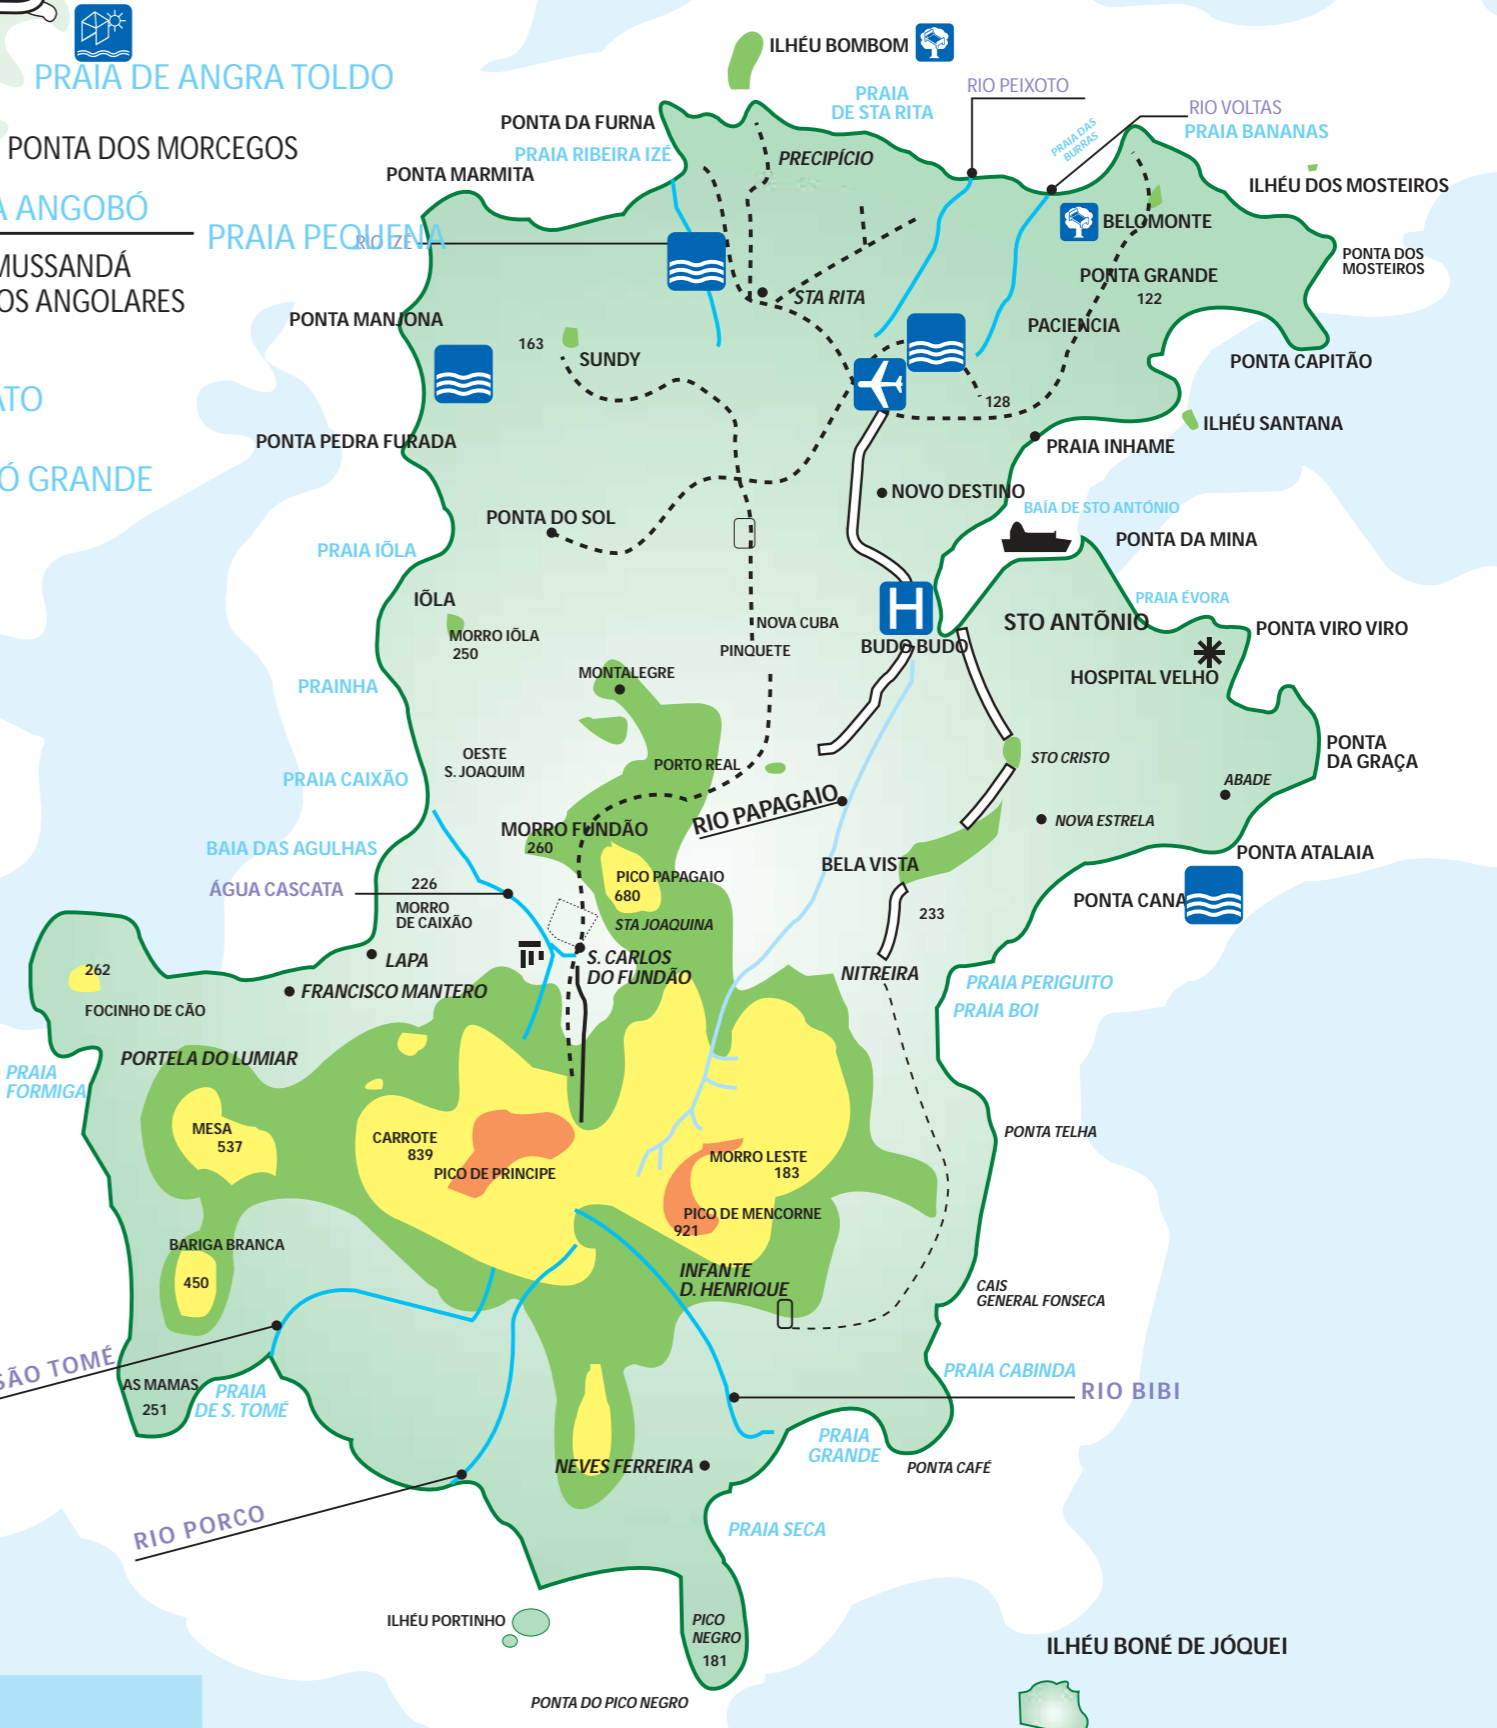 PRAIA DE ANGRA TOLDO
PONTA DOS MORCEGOS
A ANGOBÓ
PRAIA PEQUENA
MUSSANDÁ
OS ANGOLARES
ATO
Ó GRANDE
ILHÉU BOMBOM
PRAIA
DE STA RITA
RIO PEIXOTO
RIO VOLTAS
PRAIA DAS
BURRAS
PRAIA BANANAS
PONTA DA FURNA
PRAIA RIBEIRA IZÉ
PRECIPÍCIO
PONTA MARMITA
ILHÉU DOS MOSTEIROS
BELOMONTE
RIO IZÉ
PONTA DOS
MOSTEIROS
PONTA GRANDE
122
STA RITA
PONTA MANJONA
PACIENCIA
163
SUNDY
PONTA CAPITÃO
128
ILHÉU SANTANA
PONTA PEDRA FURADA
PRAIA INHAME
NOVO DESTINO
BAÍA DE STO ANTÓNIO
PONTA DO SOL
PONTA DA MINA
PRAIA IÕLA
IÕLA
PRAIA ÉVORA
MORRO IÕLA
250
NOVA CUBA
H
STO ANTÕNIO
PONTA VIRO VIRO
PINQUETE
BUDO BUDO
PRAINHA
MONTALEGRE
HOSPITAL VELHO
OESTE
S. JOAQUIM
PORTO REAL
STO CRISTO
PONTA
DA GRAÇA
PRAIA CAIXÃO
ABADE
RIO PAPAGAIO
NOVA ESTRELA
MORRO FUNDÃO
260
BAIA DAS AGULHAS
PONTA ATALAIA
BELA VISTA
PICO PAPAGAIO
680
ÁGUA CASCATA
226
MORRO
DE CAIXÃO
PONTA CANA
233
STA JOAQUINA
LAPA
S. CARLOS
DO FUNDÃO
NITREIRA
262
FOCINHO DE CÃO
FRANCISCO MANTERO
PRAIA PERIGUITO
PRAIA BOI
PORTELA DO LUMIAR
PRAIA
FORMIGA
MESA
537
CARROTE
839
PICO DE PRINCIPE
MORRO LESTE
183
PONTA TELHA
PICO DE MENCORNE
921
BARIGA BRANCA
450
INFANTE
D. HENRIQUE
CAIS
GENERAL FONSECA
SÃO TOMÉ
AS MAMAS
251
PRAIA
DE S. TOMÉ
PRAIA CABINDA
RIO BIBI
PRAIA
GRANDE
PONTA CAFÉ
NEVES FERREIRA
RIO PORCO
PRAIA SECA
ILHÉU PORTINHO
PICO
NEGRO
181
ILHÉU BONÉ DE JÓQUEI
PONTA DO PICO NEGRO